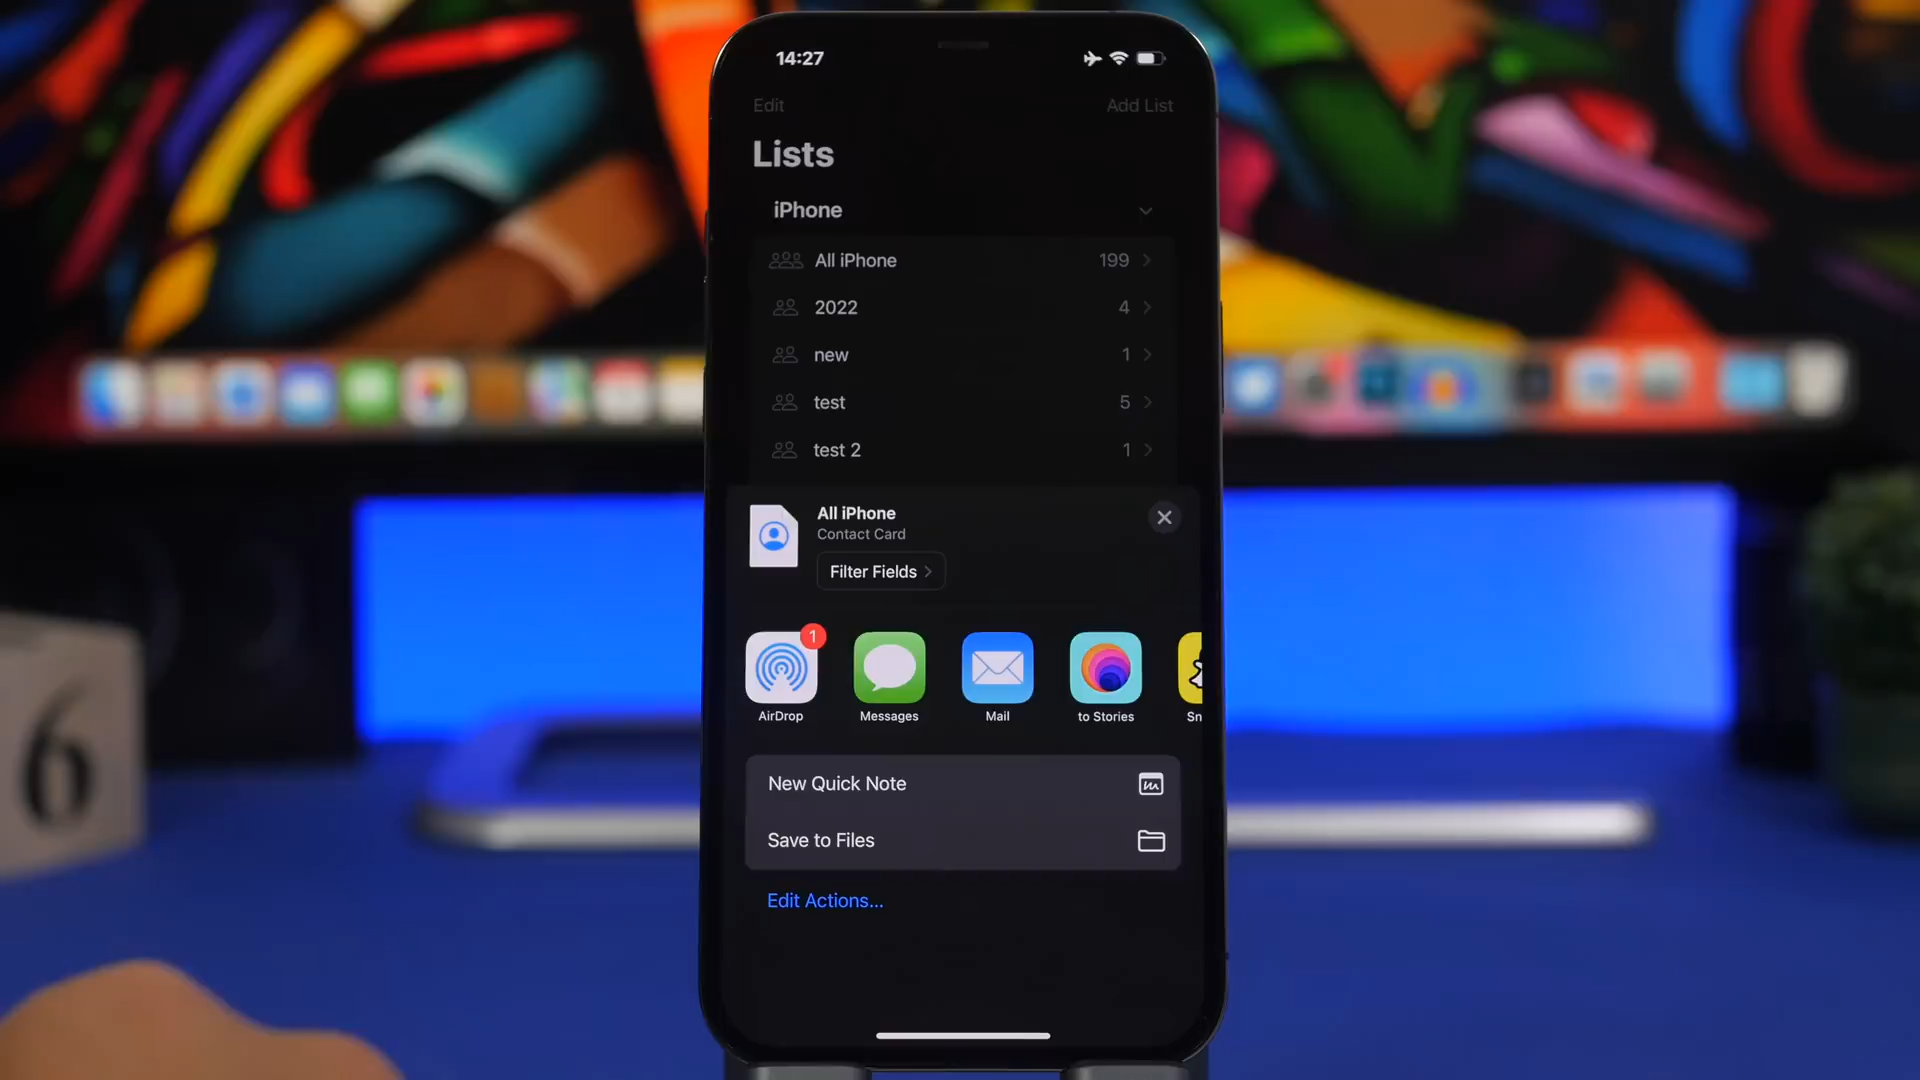 14:27
Edit
Add List
Lists
iPhone
All iPhone 199
2022 4
new 1
test 5
test 2 1
All iPhone
Contact Card
Filter Fields
1
AirDrop
Messages
Mail
to Stories
Sn
New Quick Note
Save to Files
Edit Actions...
6